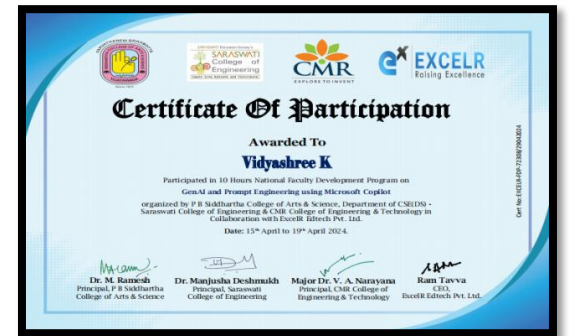 SARASWATI Education Society's
SARASWATI
College of
Engineering
CMR
EXPLORE TO INVENT
ex EXCELR
Raising Excellence
Certificate Of Participation
Awarded To
Vidyashree K
Participated in 10 Hours National Faculty Development Program on
GenAI and Prompt Engineering using Microsoft Copilot
organized by P B Siddhartha College of Arts & Science, Department of CSE(DS) -
Saraswati College of Engineering & CMR College of Engineering & Technology in
Collaboration with ExcelR Edtech Pvt. Ltd.
Date: 15th April to 19th April 2024.
Dr. M. Ramesh
Principal, P B Siddhartha
College of Arts & Science
Dr. Manjusha Deshmukh
Principal, Saraswati
College of Engineering
Major Dr. V. A. Narayana
Principal, CMR College of
Engineering & Technology
Ram Tavva
CEO,
ExcelR Edtech Pvt. Ltd.